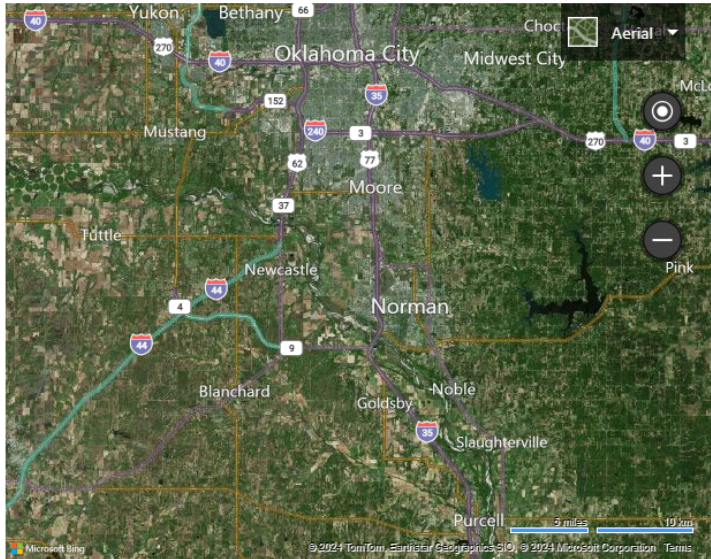 Yukon
Bethany
66
40
270
40
Oklahoma City
Midwest City
Aerial
152
35
Mustang
240
3
270
40
3
62
77
Moore
37
Tuttle
Newcastle
44
Pink
4
Norman
44
9
Blanchard
Noble
Goldsby
35
Slaughterville
Purcell
5 miles
10 km
Microsoft Bing
© 2024 TomTom, Earthstar Geographics SIO, © 2024 Microsoft Corporation Terms